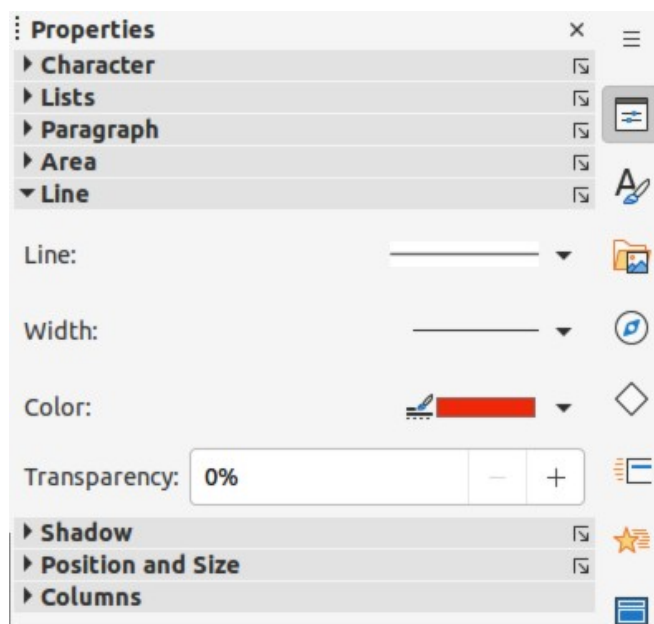 Properties
Character
Lists
Paragraph
Area
Line
Line:
Width:
Color:
Transparency: 0%
Shadow
Position and Size
Columns